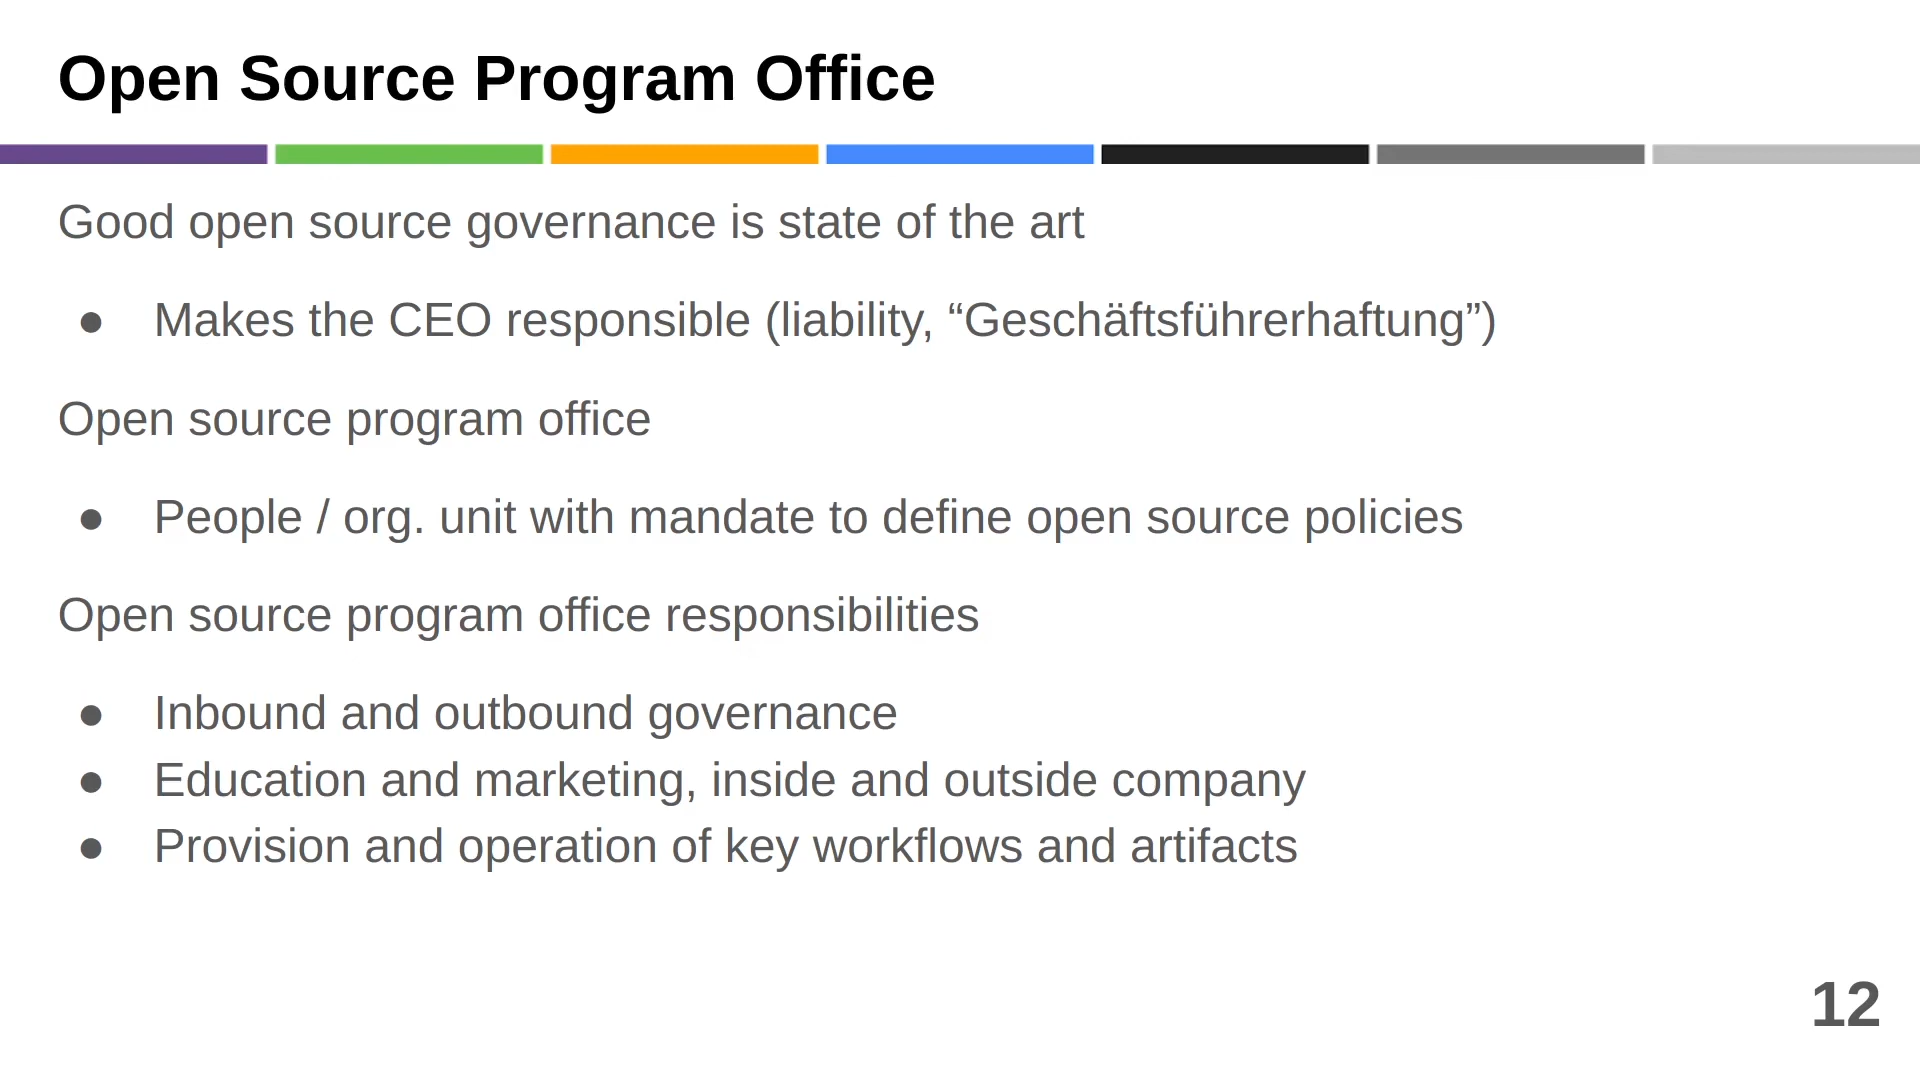 Open Source Program Office
Good open source governance is state of the art
● Makes the CEO responsible (liability, “Geschäftsführerhaftung”)
Open source program office
● People / org. unit with mandate to define open source policies
Open source program office responsibilities
● Inbound and outbound governance
● Education and marketing, inside and outside company
● Provision and operation of key workflows and artifacts
12